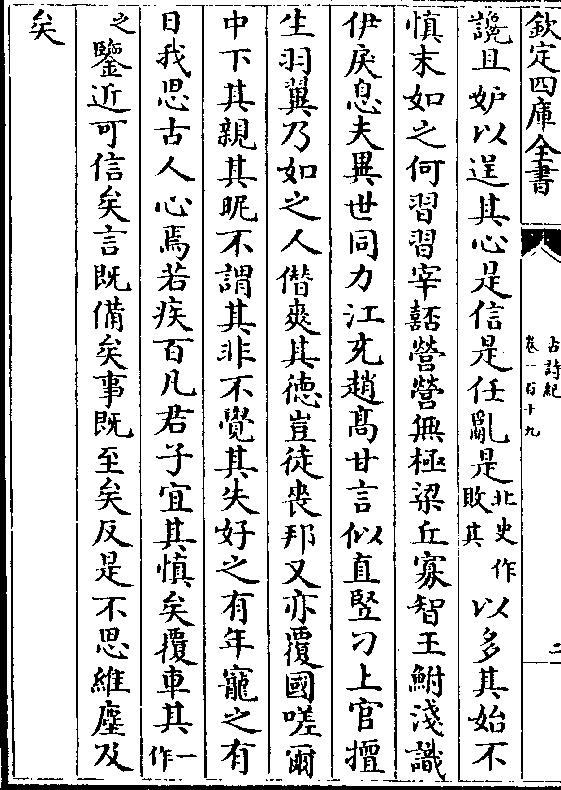 欽定四庫全書
古詩紀
卷一百十九
二
讒且妒以逞其心是信是任亂是北史作敗其以多其始不
慎末如之何習習宰嚭營營無極梁丘寡智王鮒淺識
伊戾息夫異世同力江充趙髙甘言似直豎刁上官擅
生羽翼乃如之人僭爽其徳豈徒喪邦又亦覆國嗟爾
中下其親其昵不謂其非不覺其失好之有年寵之有
日我思古人心焉若疾百凡君子宜其慎矣覆車其一作
之鑒近可信矣言既備矣事既至矣反是不思維塵及
矣